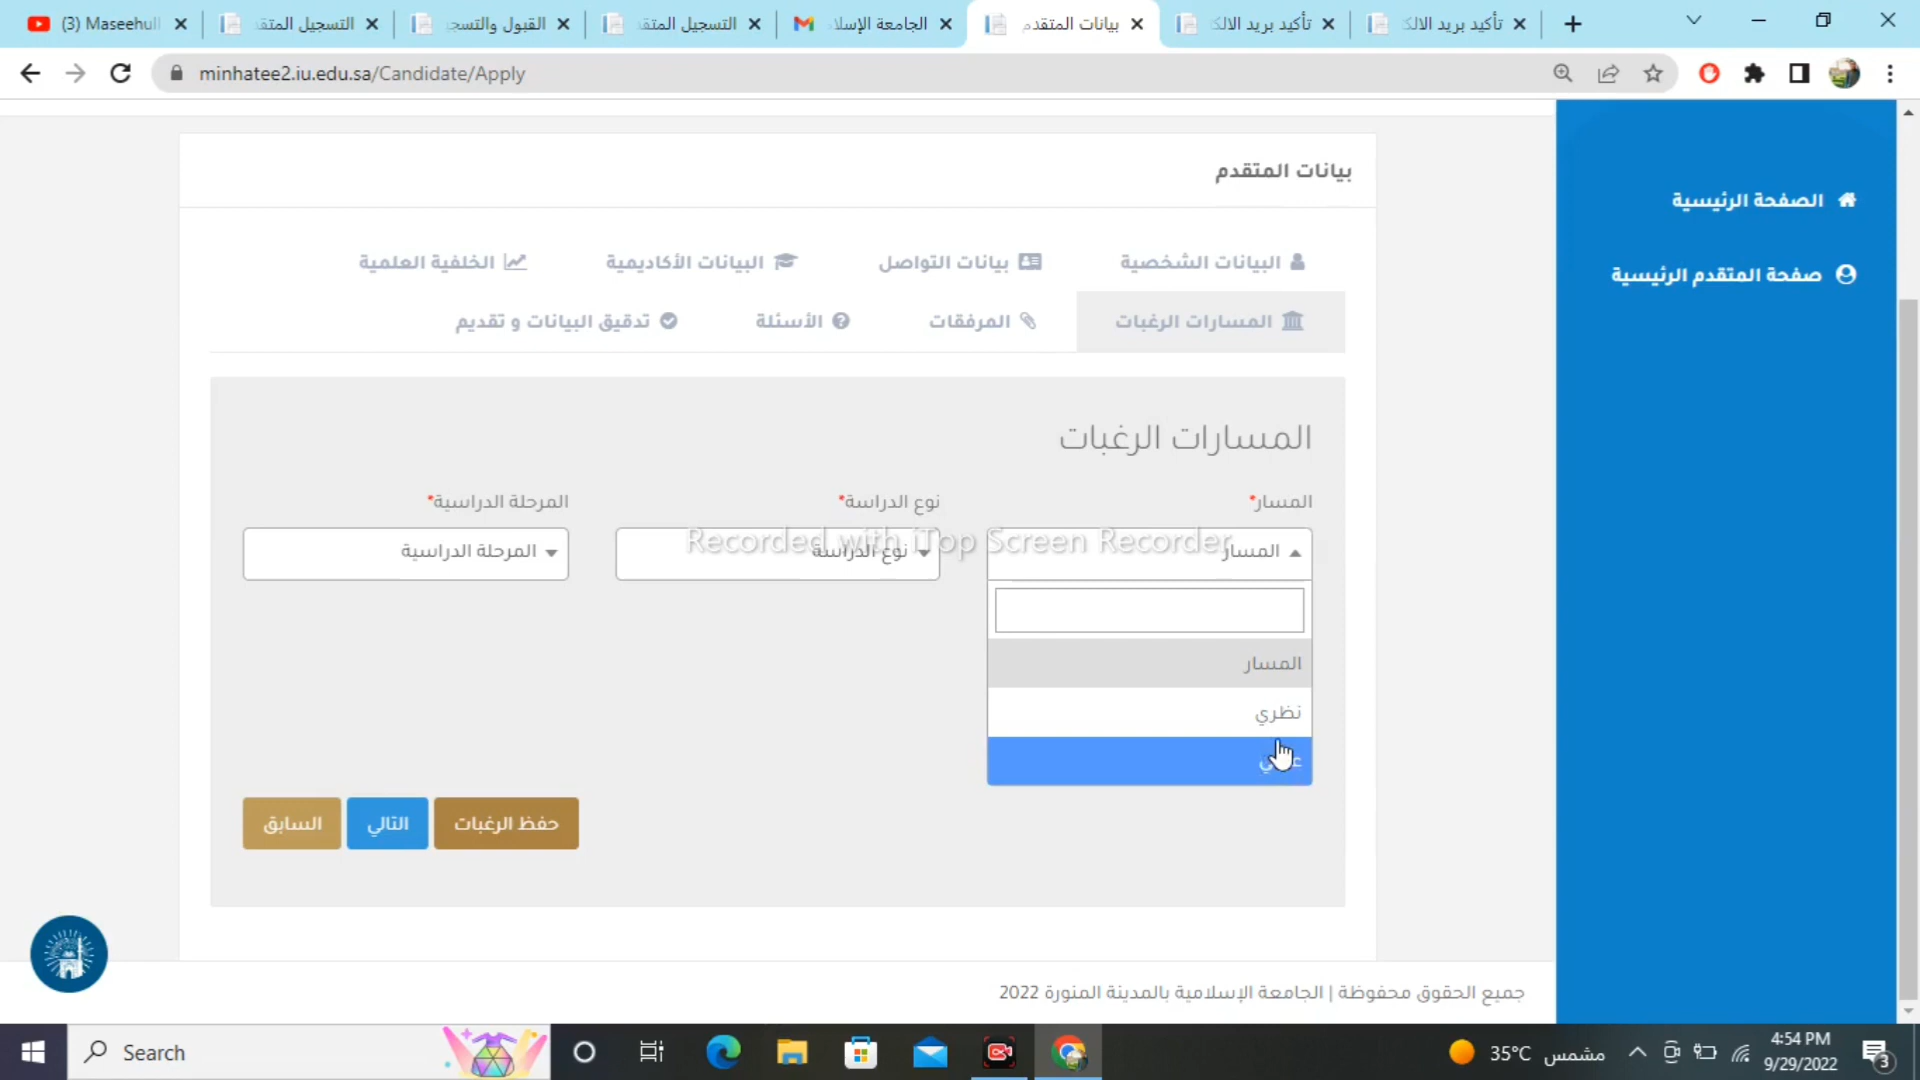 (3) Maseehull
التسجيل المتقد
القبول والتسج
التسجيل المتقد
الجامعة الإسلا
بيانات المتقدم
تأكيد بريد الالك
تأكيد بريد الالك
minhatee2.iu.edu.sa/Candidate/Apply
الصفحة الرئيسية
صفحة المتقدم الرئيسية
بيانات المتقدم
البيانات الشخصية
بيانات التواصل
البيانات الأكاديمية
الخلفية العلمية
المسارات الرغبات
المرفقات
الأسئلة
تدقيق البيانات و تقديم
المسارات الرغبات
المسار*
نوع الدراسة*
المرحلة الدراسية*
المسار
نوع الدراسة
المرحلة الدراسية
Recorded with iTop Screen Recorder
المسار
نظري
حفظ الرغبات
التالي
السابق
جميع الحقوق محفوظة | الجامعة الإسلامية بالمدينة المنورة 2022
Search
35°C مشمس
4:54 PM
9/29/2022
3